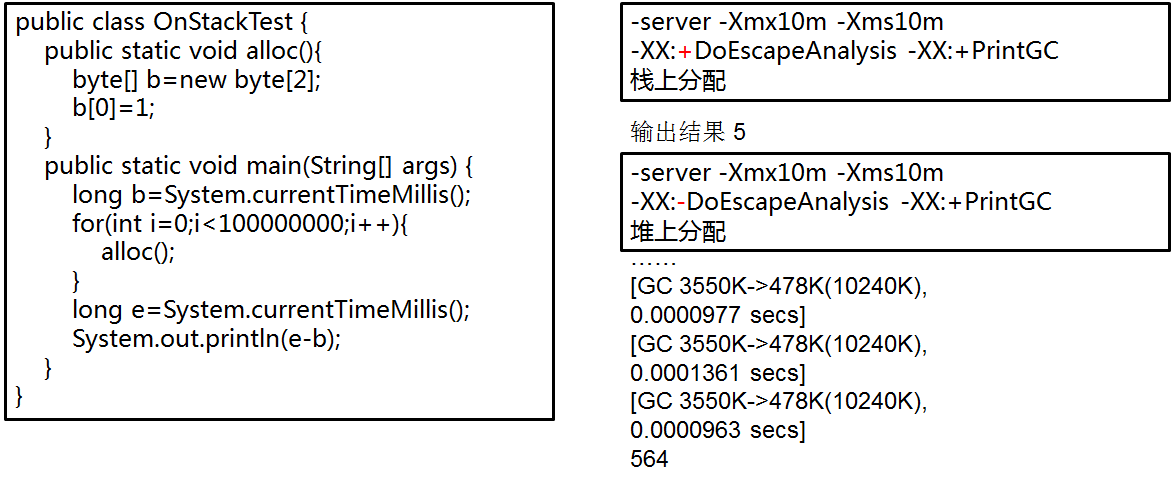 public class OnStackTest {
public static void alloc(){
byte[] b=new byte[2];
b[0]=1;
}
public static void main(String[] args) {
long b=System.currentTimeMillis();
for(int i=0;i<100000000;i++){
alloc();
}
long e=System.currentTimeMillis();
System.out.println(e-b);
}
}
-server -Xmx10m -Xms10m
-XX:+DoEscapeAnalysis -XX:+PrintGC
栈上分配
输出结果 5
-server -Xmx10m -Xms10m
-XX:-DoEscapeAnalysis -XX:+PrintGC
堆上分配
……
[GC 3550K->478K(10240K),
0.0000977 secs]
[GC 3550K->478K(10240K),
0.0001361 secs]
[GC 3550K->478K(10240K),
0.0000963 secs]
564